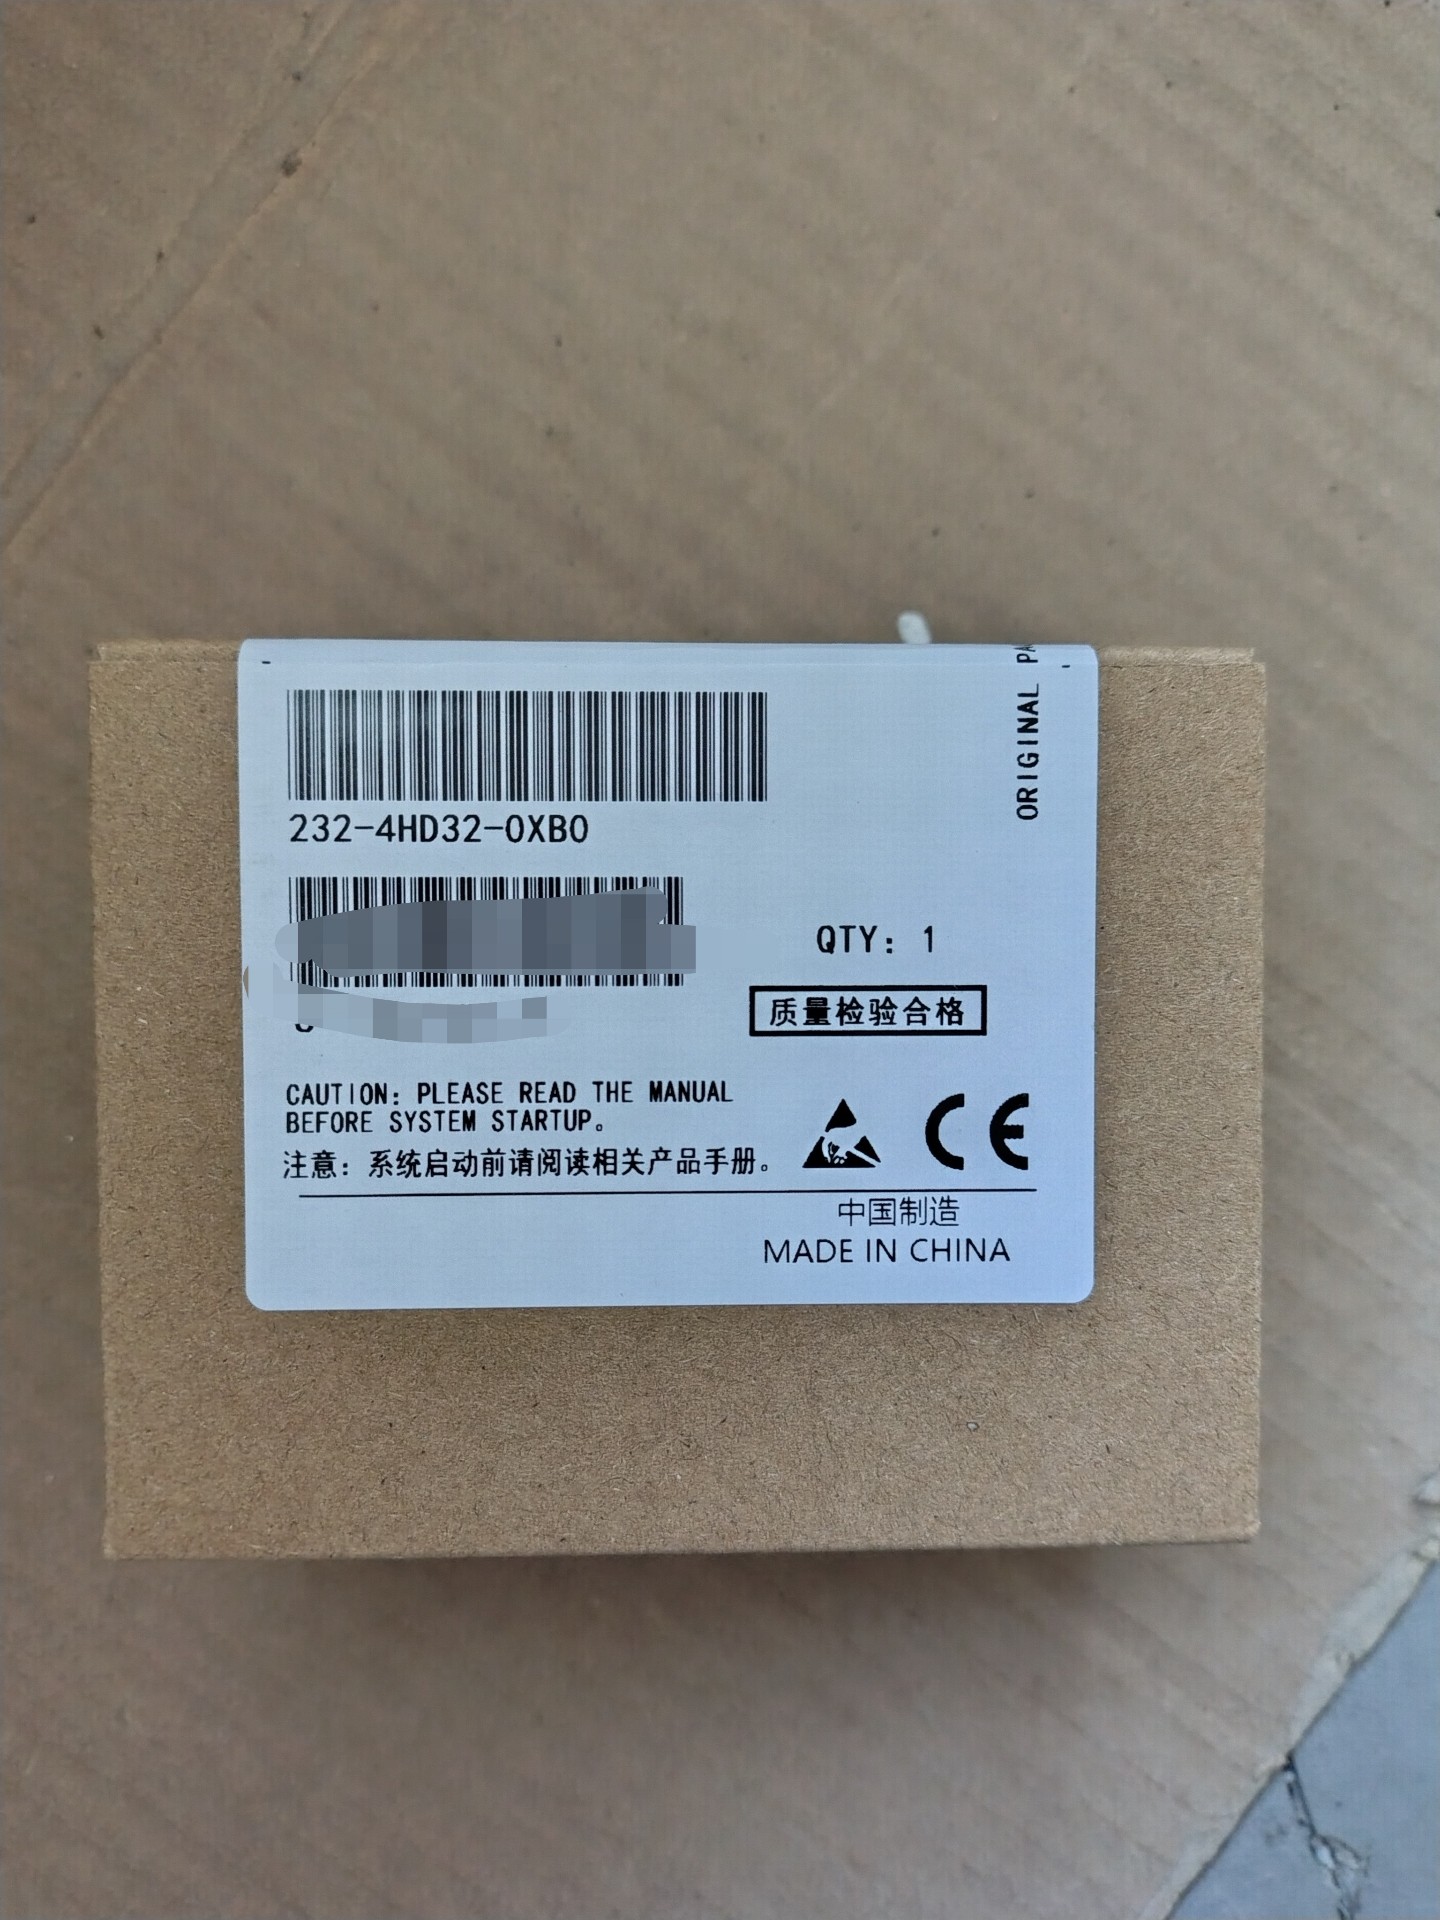 ORIGINAL
232-4HD32-0XB0
QTY: 1
质量检验合格
CAUTION: PLEASE READ THE MANUAL
BEFORE SYSTEM STARTUP。
注意：系统启动前请阅读相关产品手册。
CE
中国制造
MADE IN CHINA